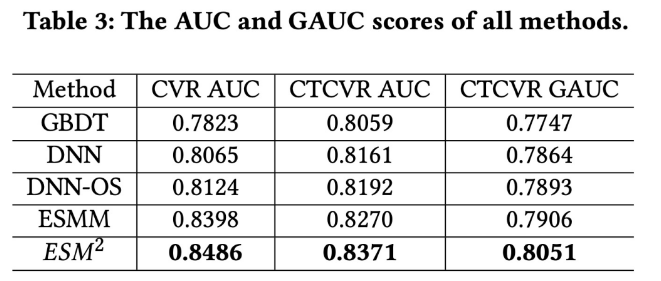 Table 3: The AUC and GAUC scores of all methods.
Method CVR AUC CTCVR AUC CTCVR GAUC
GBDT 0.7823 0.8059 0.7747
DNN 0.8065 0.8161 0.7864
DNN-OS 0.8124 0.8192 0.7893
ESMM 0.8398 0.8270 0.7906
ESM² 0.8486 0.8371 0.8051